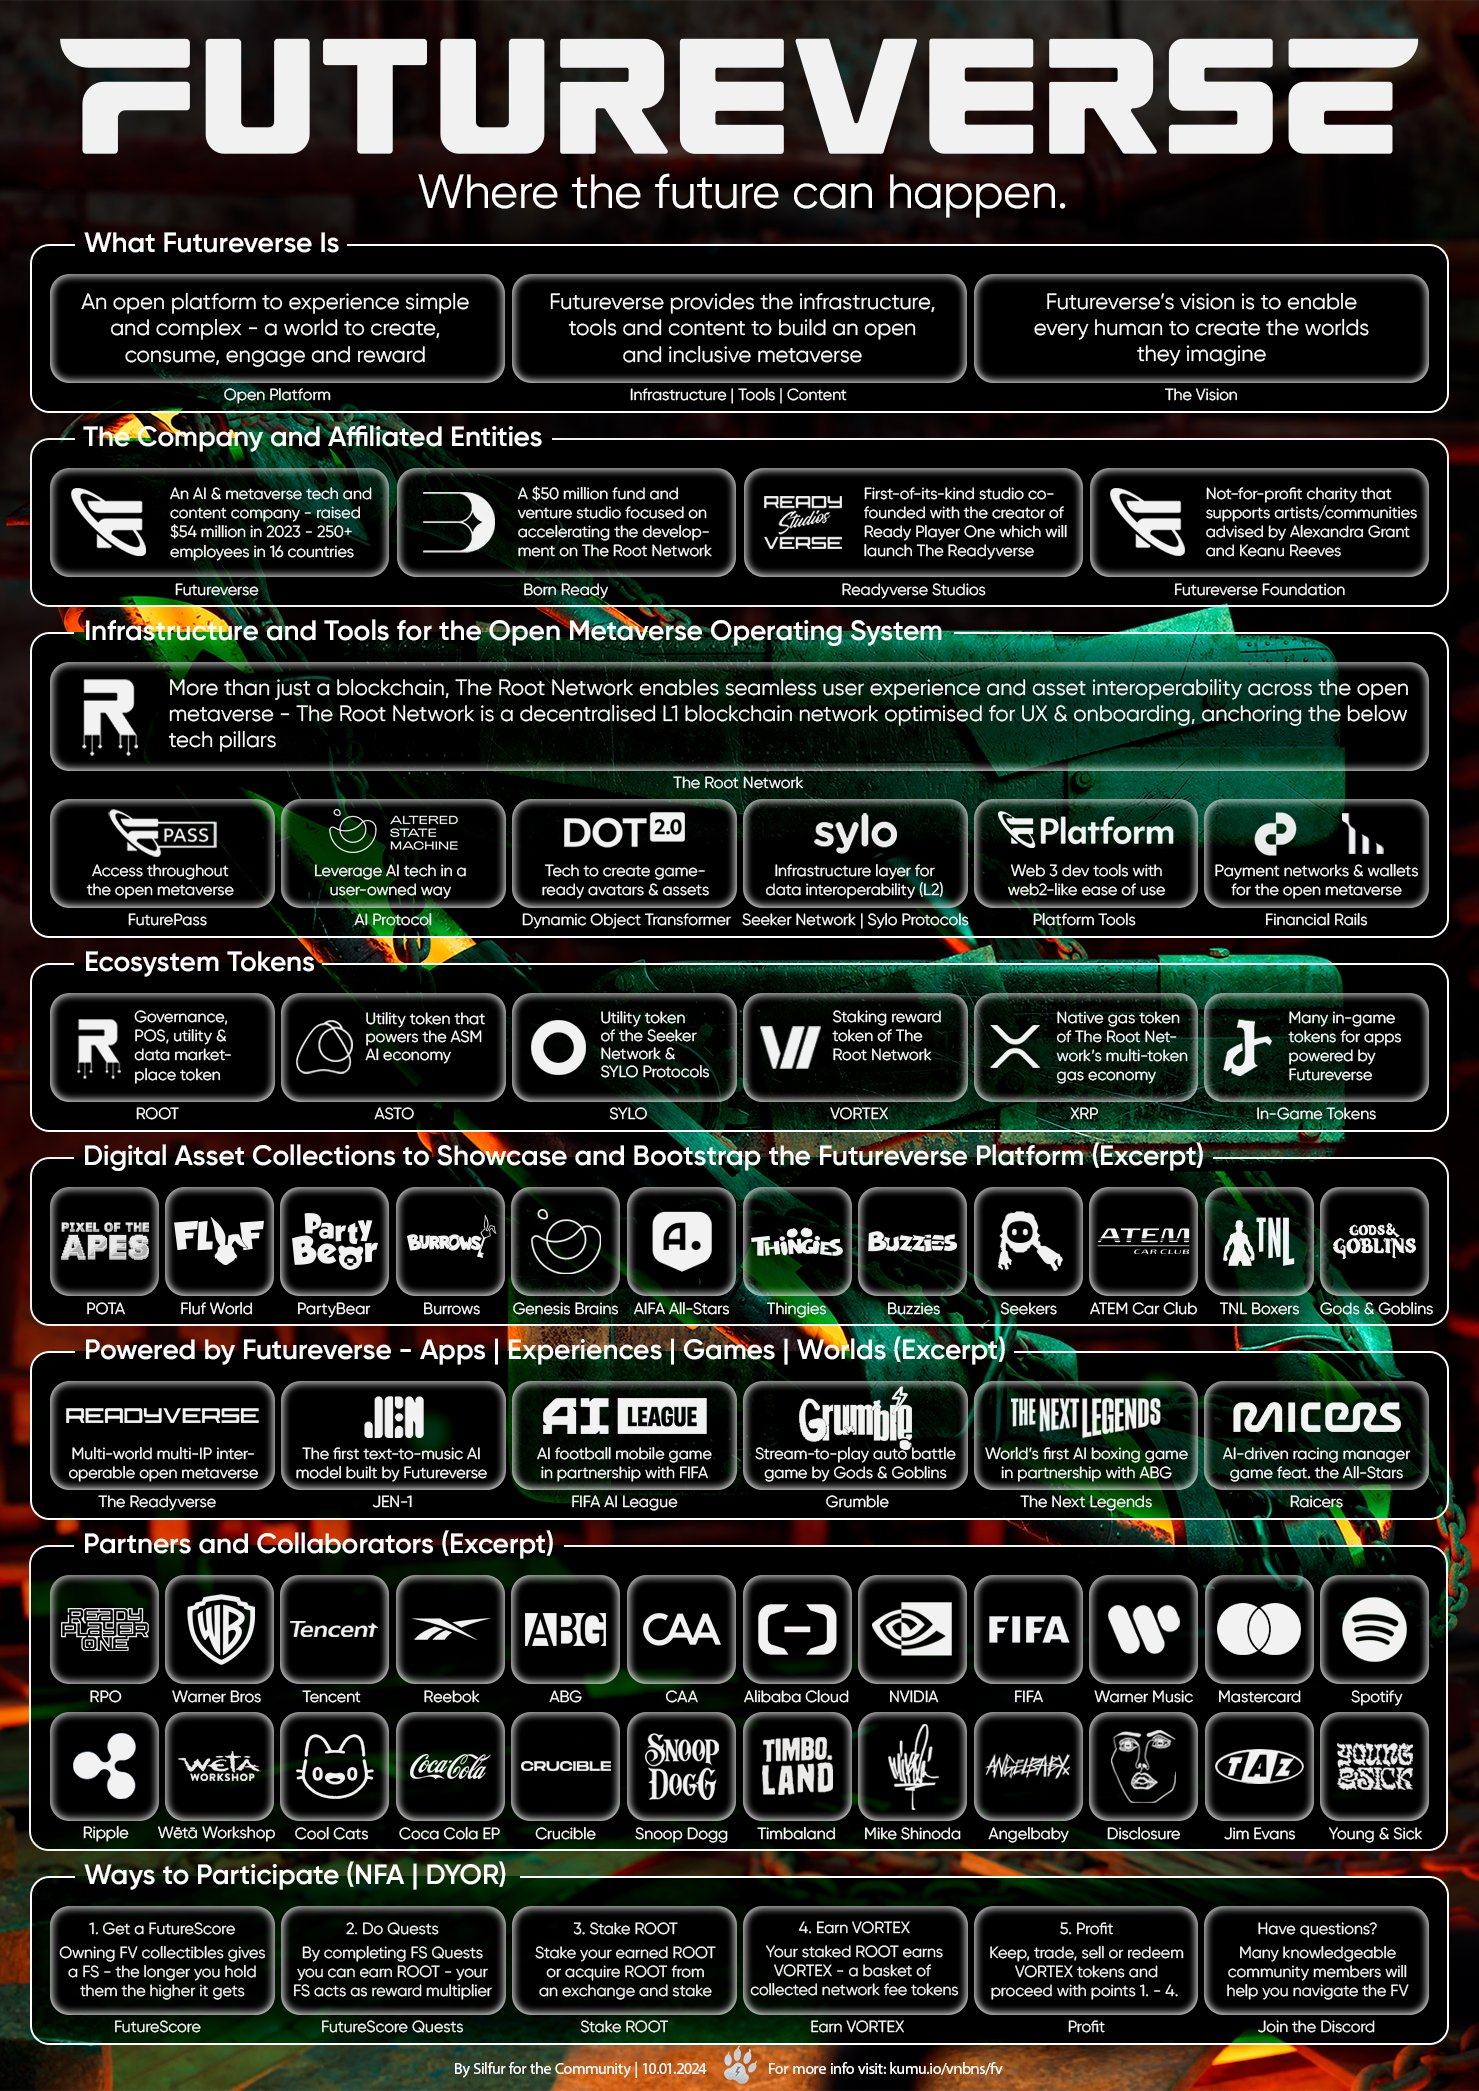 FUTUREVERSE
Where the future can happen.
What Futureverse Is
An open platform to experience simple
and complex - a world to create,
consume, engage and reward
Open Platform
Futureverse provides the infrastructure,
tools and content to build an open
and inclusive metaverse
Infrastructure | Tools | Content
Futureverse's vision is to enable
every human to create the worlds
they imagine
The Vision
The Company and Affiliated Entities
An AI & metaverse tech and
content company - raised
$54 million in 2023 - 250+
employees in 16 countries
Futureverse
A $50 million fund and
venture studio focused on
accelerating the develop-
ment on The Root Network
Born Ready
READY
Studios
VERSE
First-of-its-kind studio co-
founded with the creator of
Ready Player One which will
launch The Readyverse
Readyverse Studios
Not-for-profit charity that
supports artists/communities
advised by Alexandra Grant
and Keanu Reeves
Futureverse Foundation
Infrastructure and Tools for the Open Metaverse Operating System
R
More than just a blockchain, The Root Network enables seamless user experience and asset interoperability across the open
metaverse - The Root Network is a decentralised L1 blockchain network optimised for UX & onboarding, anchoring the below
tech pillars
The Root Network
PASS
Access throughout
the open metaverse
FuturePass
ALTERED
STATE
MACHINE
Leverage AI tech in a
user-owned way
AI Protocol
DOT 2.0
Tech to create game-
ready avatars & assets
Dynamic Object Transformer
sylo
Infrastructure layer for
data interoperability (L2)
Seeker Network | Sylo Protocols
Platform
Web 3 dev tools with
web2-like ease of use
Platform Tools
Payment networks & wallets
for the open metaverse
Financial Rails
Ecosystem Tokens
R
Governance,
POS, utility &
data market-
place token
ROOT
Utility token that
powers the ASM
AI economy
ASTO
Utility token
of the Seeker
Network &
SYLO Protocols
SYLO
Staking reward
token of The
Root Network
VORTEX
Native gas token
of The Root Net-
work's multi-token
gas economy
XRP
Many in-game
tokens for apps
powered by
Futureverse
In-Game Tokens
Digital Asset Collections to Showcase and Bootstrap the Futureverse Platform (Excerpt)
PIXEL OF THE
APES
POTA
FLUF
Fluf World
Party
Bear
PartyBear
BURROWS
Burrows
Genesis Brains
A.
AIFA All-Stars
THiNGiES
Thingies
BUZZiES
Buzzies
Seekers
ATEM
CAR CLUB
ATEM Car Club
TNL
TNL Boxers
GODS &
GOBLINS
Gods & Goblins
Powered by Futureverse - Apps | Experiences | Games | Worlds (Excerpt)
READYVERSE
Multi-world multi-IP inter-
operable open metaverse
The Readyverse
JEN
The first text-to-music AI
model built by Futureverse
JEN-1
AI LEAGUE
AI football mobile game
in partnership with FIFA
FIFA AI League
Grumble
Stream-to-play auto battle
game by Gods & Goblins
Grumble
THE NEXT LEGENDS
World's first AI boxing game
in partnership with ABG
The Next Legends
RAICERS
AI-driven racing manager
game feat. the All-Stars
Raicers
Partners and Collaborators (Excerpt)
READY
PLAYER
ONE
RPO
WB
Warner Bros
Tencent
Tencent
Reebok
ABG
ABG
CAA
CAA
Alibaba Cloud
NVIDIA
FIFA
FIFA
Warner Music
Mastercard
Spotify
Ripple
WĒTĀ
WORKSHOP
Wētā Workshop
Cool Cats
Coca-Cola
Coca Cola EP
CRUCIBLE
Crucible
SNOOP
DOGG
Snoop Dogg
TIMBO.
LAND
Timbaland
Mike Shinoda
ANGELBABY
Angelbaby
Disclosure
TAZ
Jim Evans
YOUNG
&SICK
Young & Sick
Ways to Participate (NFA | DYOR)
1. Get a FutureScore
Owning FV collectibles gives
a FS - the longer you hold
them the higher it gets
FutureScore
2. Do Quests
By completing FS Quests
you can earn ROOT - your
FS acts as reward multiplier
FutureScore Quests
3. Stake ROOT
Stake your earned ROOT
or acquire ROOT from
an exchange and stake
Stake ROOT
4. Earn VORTEX
Your staked ROOT earns
VORTEX - a basket of
collected network fee tokens
Earn VORTEX
5. Profit
Keep, trade, sell or redeem
VORTEX tokens and
proceed with points 1. - 4.
Profit
Have questions?
Many knowledgeable
community members will
help you navigate the FV
Join the Discord
By Silfur for the Community | 10.01.2024
For more info visit: kumu.io/vnbns/fv